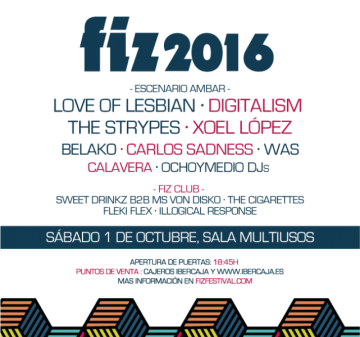 fiz2016
- ESCENARIO AMBAR -
LOVE OF LESBIAN · DIGITALISM
THE STRYPES · XOEL LÓPEZ
BELAKO · CARLOS SADNESS · WAS
CALAVERA · OCHOYMEDIO DJs
- FIZ CLUB -
SWEET DRINKZ B2B MS VON DISKO · THE CIGARETTES
FLEKI FLEX · ILLOGICAL RESPONSE
SÁBADO 1 DE OCTUBRE, SALA MULTIUSOS
APERTURA DE PUERTAS: 18:45H
PUNTOS DE VENTA : CAJEROS IBERCAJA Y WWW.IBERCAJA.ES
MAS INFORMACIÓN EN FIZFESTIVAL.COM